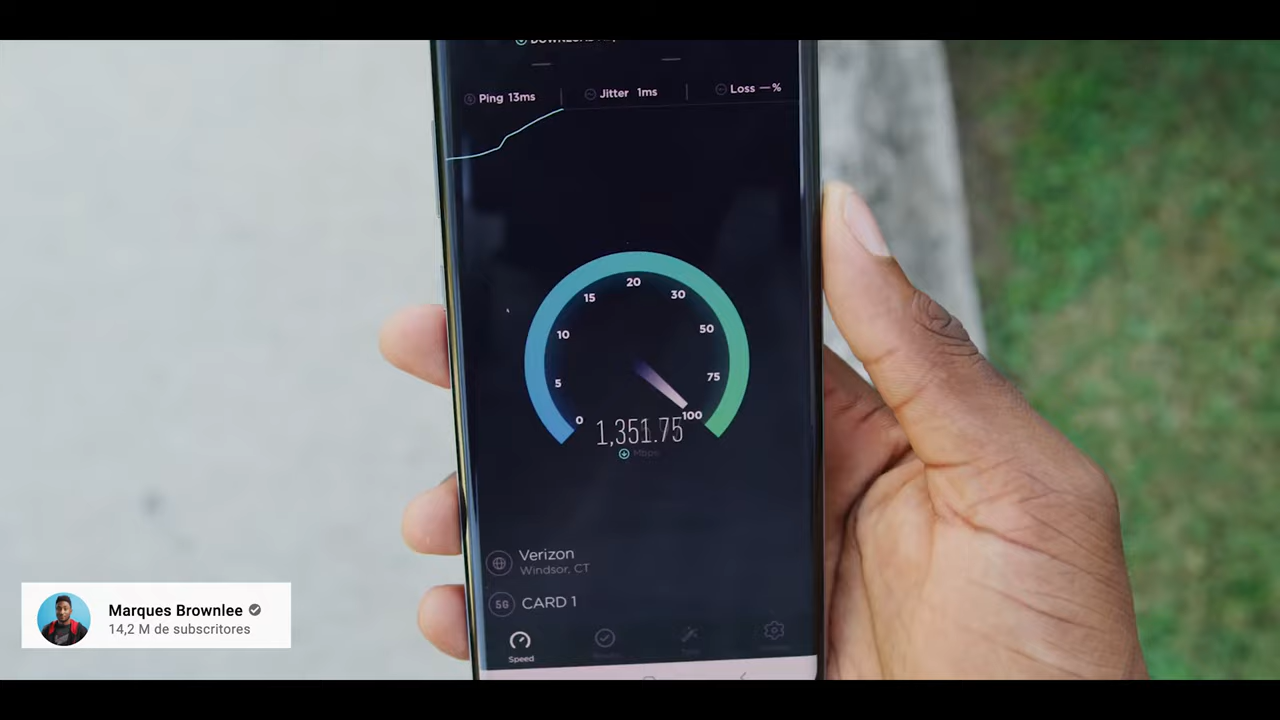 Ping 13ms
Jitter 1ms
Loss —%
20
15
30
10
50
5
75
0
100
1,351.75
Mbps
Verizon
Windsor, CT
5G
CARD 1
Speed
Marques Brownlee
14,2 M de subscritores